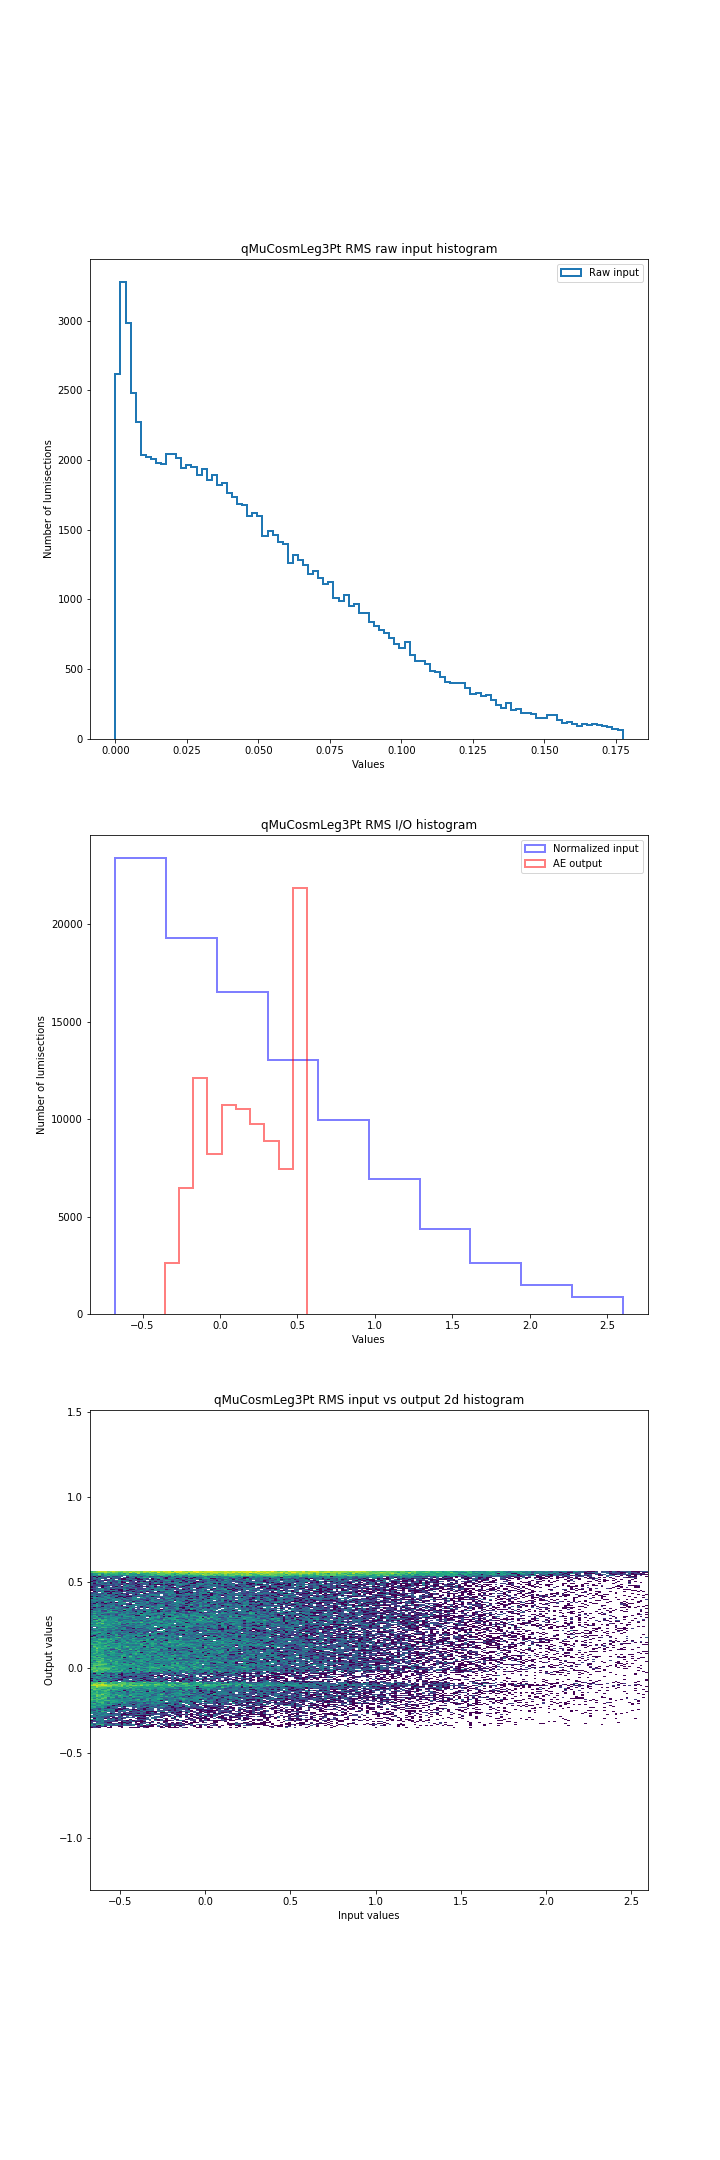 qMuCosmLeg3Pt RMS raw input histogram
Raw input
3000
2500
2000
1500
1000
500
0
Number of lumisections
0.000 0.025 0.050 0.075 0.100 0.125 0.150 0.175
Values
qMuCosmLeg3Pt RMS I/O histogram
Normalized input
AE output
20000
15000
10000
5000
0
Number of lumisections
−0.5 0.0 0.5 1.0 1.5 2.0 2.5
Values
qMuCosmLeg3Pt RMS input vs output 2d histogram
1.5
1.0
0.5
0.0
−0.5
−1.0
Output values
−0.5 0.0 0.5 1.0 1.5 2.0 2.5
Input values